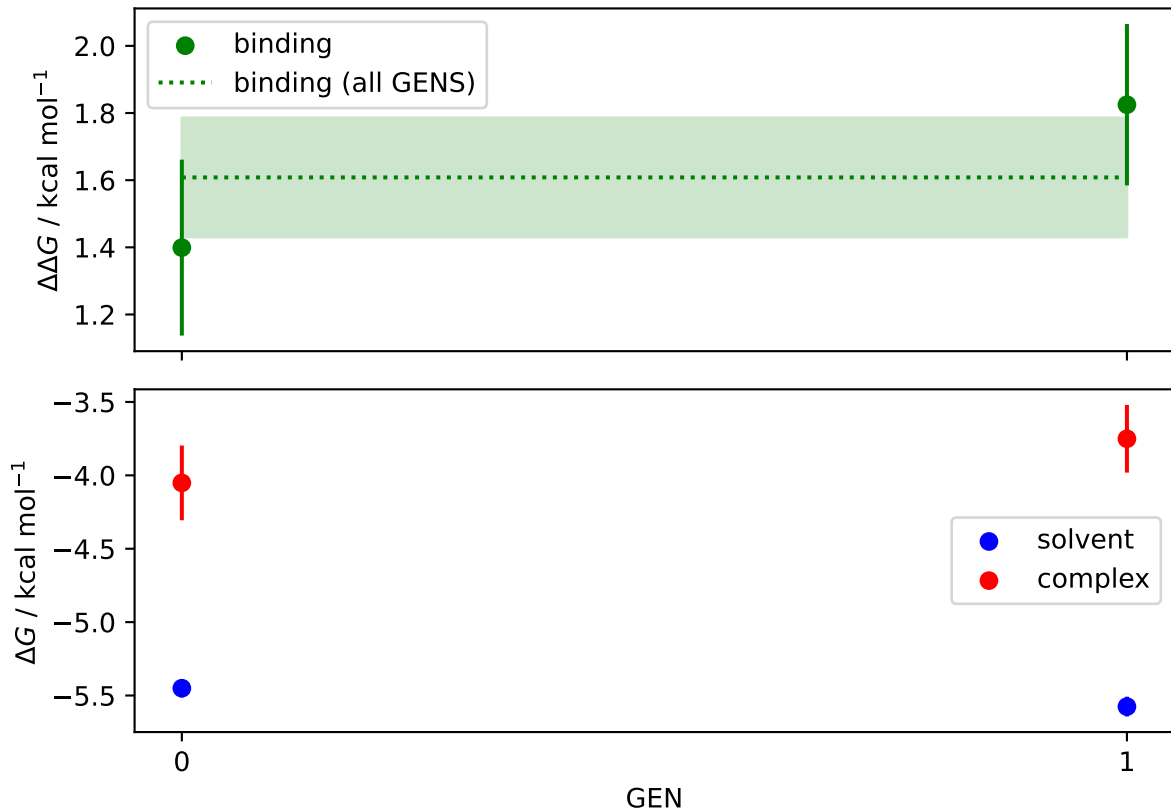 2.0
1.8
1.6
1.4
1.2
ΔΔG / kcal mol⁻¹
binding
binding (all GENS)
−3.5
−4.0
−4.5
−5.0
−5.5
ΔG / kcal mol⁻¹
solvent
complex
0
1
GEN